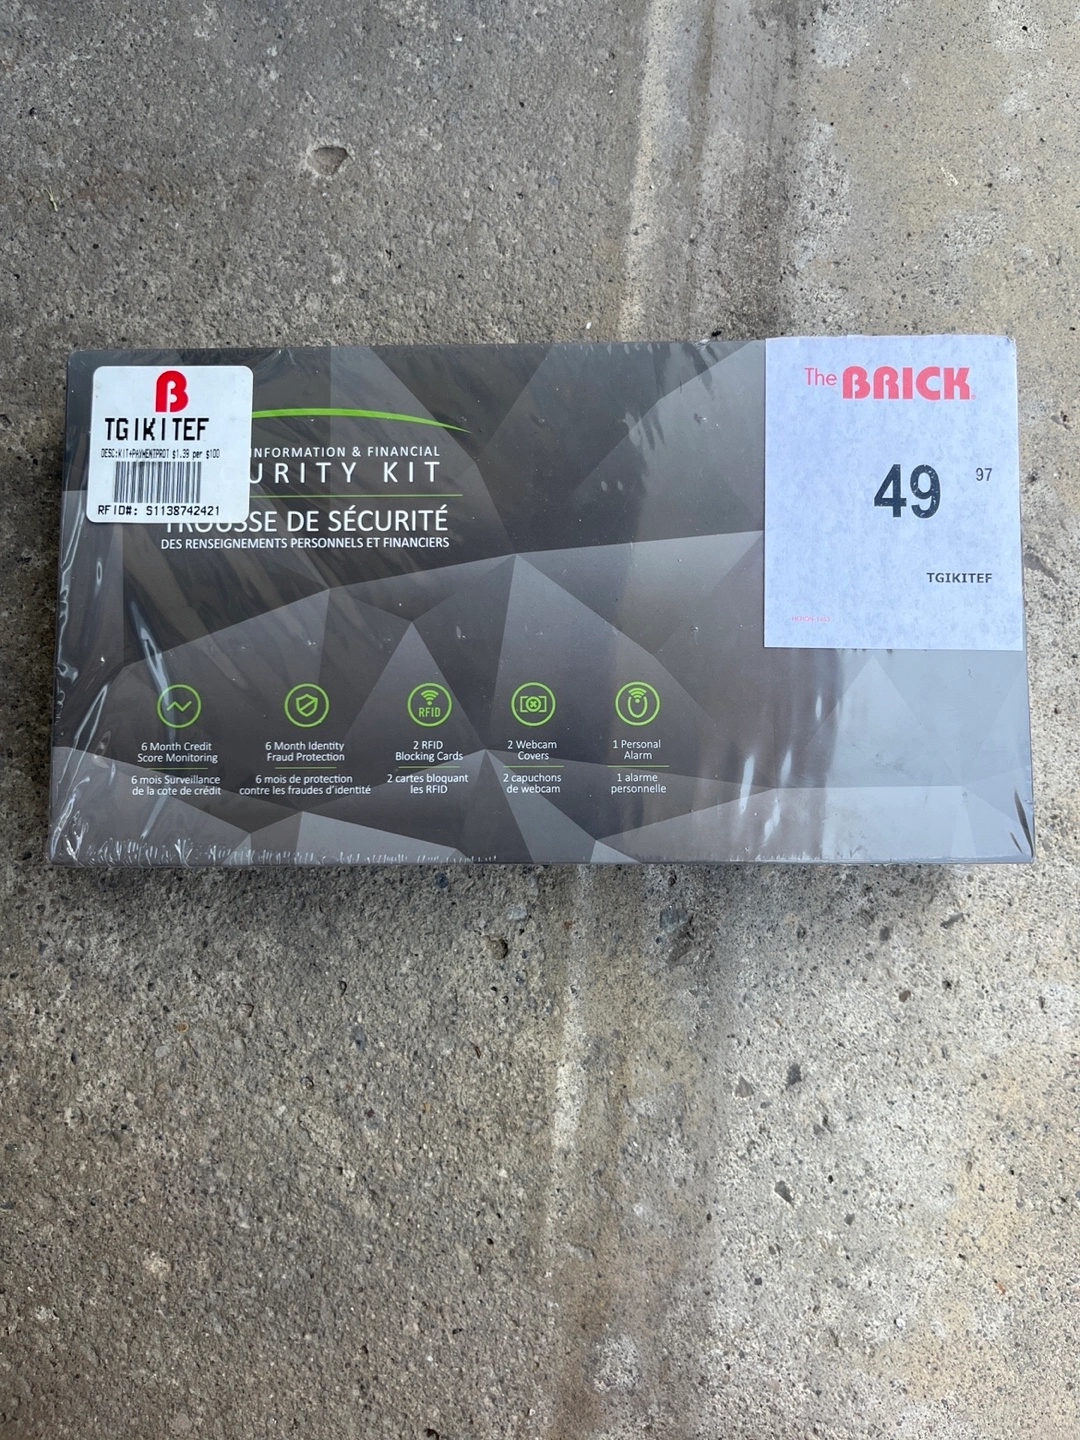 B
TGIKITEF
DESC:KIT+PAYMENTPROT $1.39 per $100
RFID#: S1138742421
INFORMATION & FINANCIAL
URITY KIT
TROUSSE DE SÉCURITÉ
DES RENSEIGNEMENTS PERSONNELS ET FINANCIERS
The BRICK
49 97
TGIKITEF
6 Month Credit
Score Monitoring
6 mois Surveillance
de la cote de crédit
6 Month Identity
Fraud Protection
6 mois de protection
contre les fraudes d'identité
RFID
2 RFID
Blocking Cards
2 cartes bloquant
les RFID
2 Webcam
Covers
2 capuchons
de webcam
1 Personal
Alarm
1 alarme
personnelle